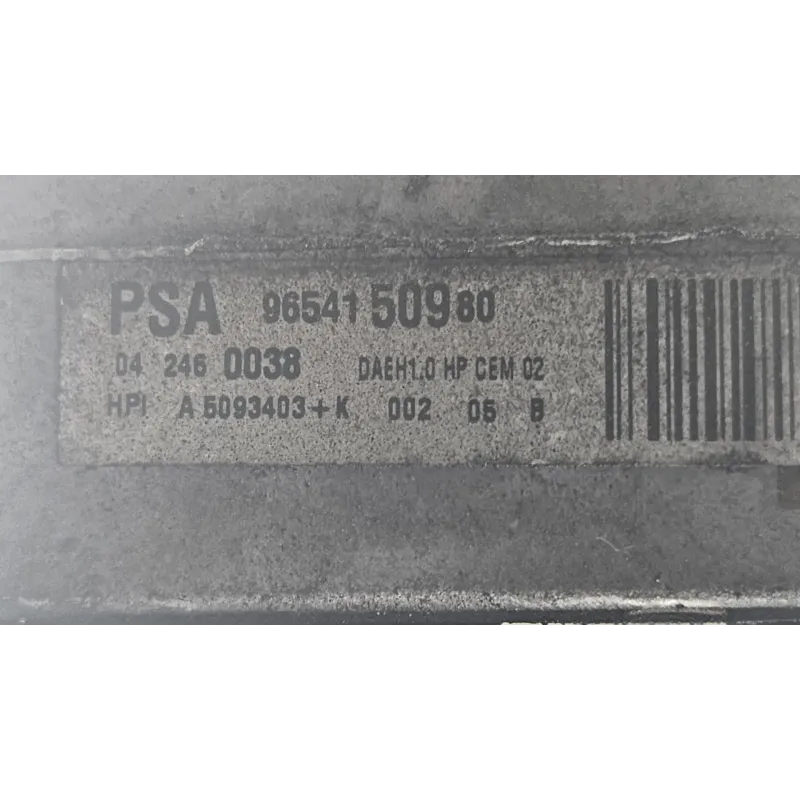 PSA 96541 509 80
04 246 0038 DAEH1.0 HP CEM 02
HPI A 5093403+K 002 05 B